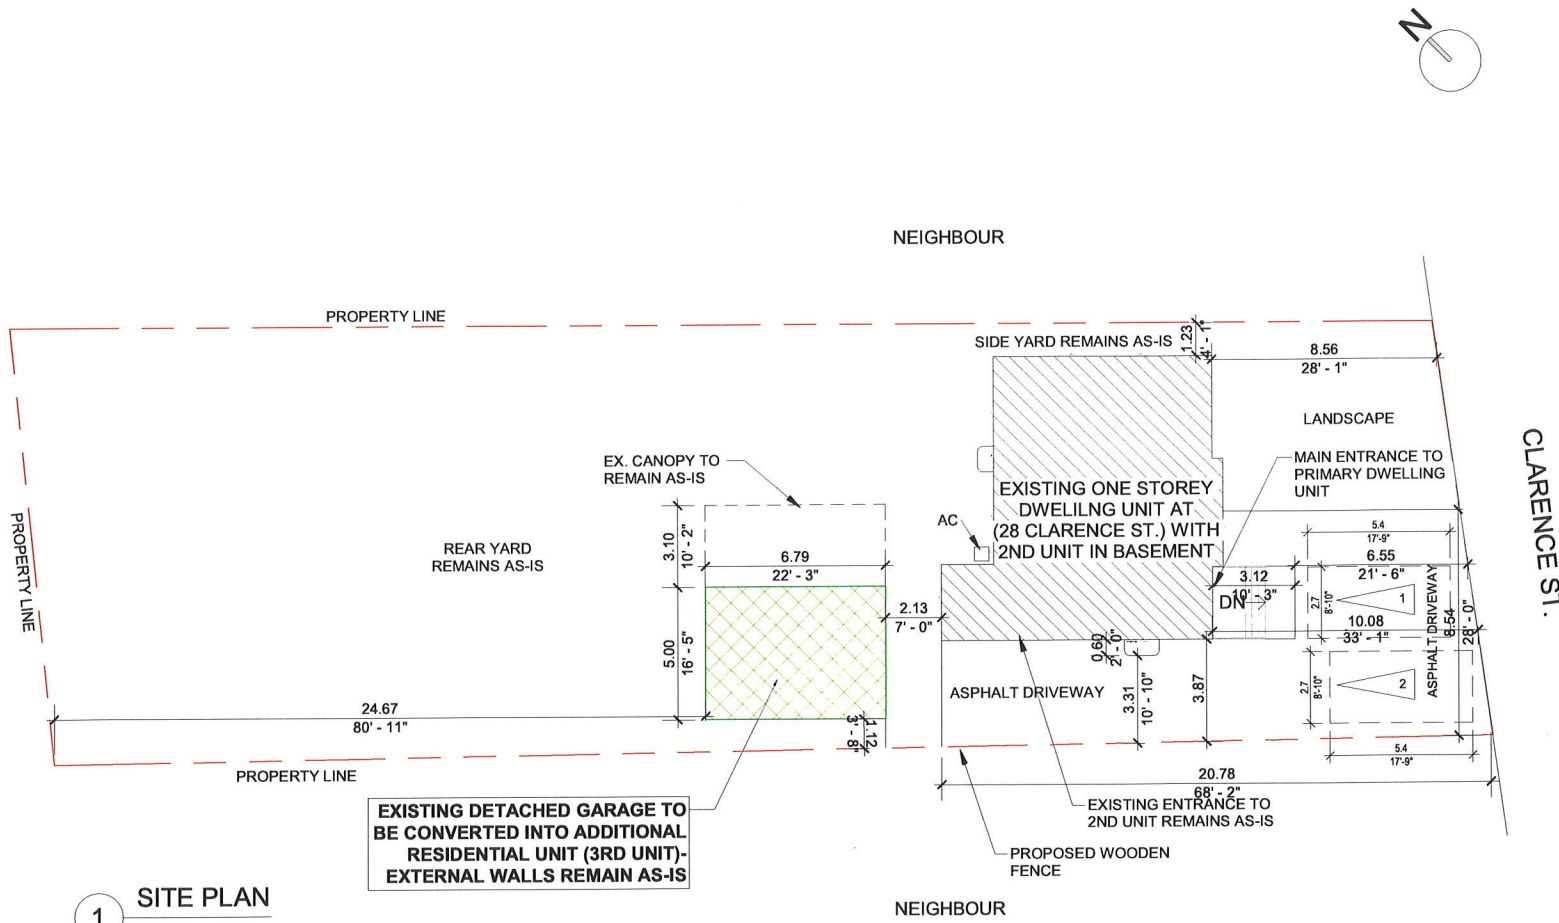 N
NEIGHBOUR
PROPERTY LINE
SIDE YARD REMAINS AS-IS
1.23
4' - 1"
8.56
28' - 1"
LANDSCAPE
CLARENCE ST.
MAIN ENTRANCE TO
PRIMARY DWELLING
UNIT
EX. CANOPY TO
REMAIN AS-IS
EXISTING ONE STOREY
DWELILNG UNIT AT
(28 CLARENCE ST.) WITH
2ND UNIT IN BASEMENT
AC
PROPERTY LINE
REAR YARD
REMAINS AS-IS
3.10
10' - 2"
6.79
22' - 3"
5.4
17'-9"
6.55
21' - 6"
3.12
10' - 3"
DN
2.7
8'-10"
1
10.08
33' - 1"
8.54
28' - 0"
ASPHALT DRIVEWAY
2.13
7' - 0"
5.00
16' - 5"
0.60
2' - 0"
ASPHALT DRIVEWAY
3.31
10' - 10"
3.87
2.7
8'-10"
2
24.67
80' - 11"
1.12
3' - 8"
5.4
17'-9"
PROPERTY LINE
20.78
68' - 2"
EXISTING DETACHED GARAGE TO
BE CONVERTED INTO ADDITIONAL
RESIDENTIAL UNIT (3RD UNIT)-
EXTERNAL WALLS REMAIN AS-IS
EXISTING ENTRANCE TO
2ND UNIT REMAINS AS-IS
PROPOSED WOODEN
FENCE
1
SITE PLAN
NEIGHBOUR